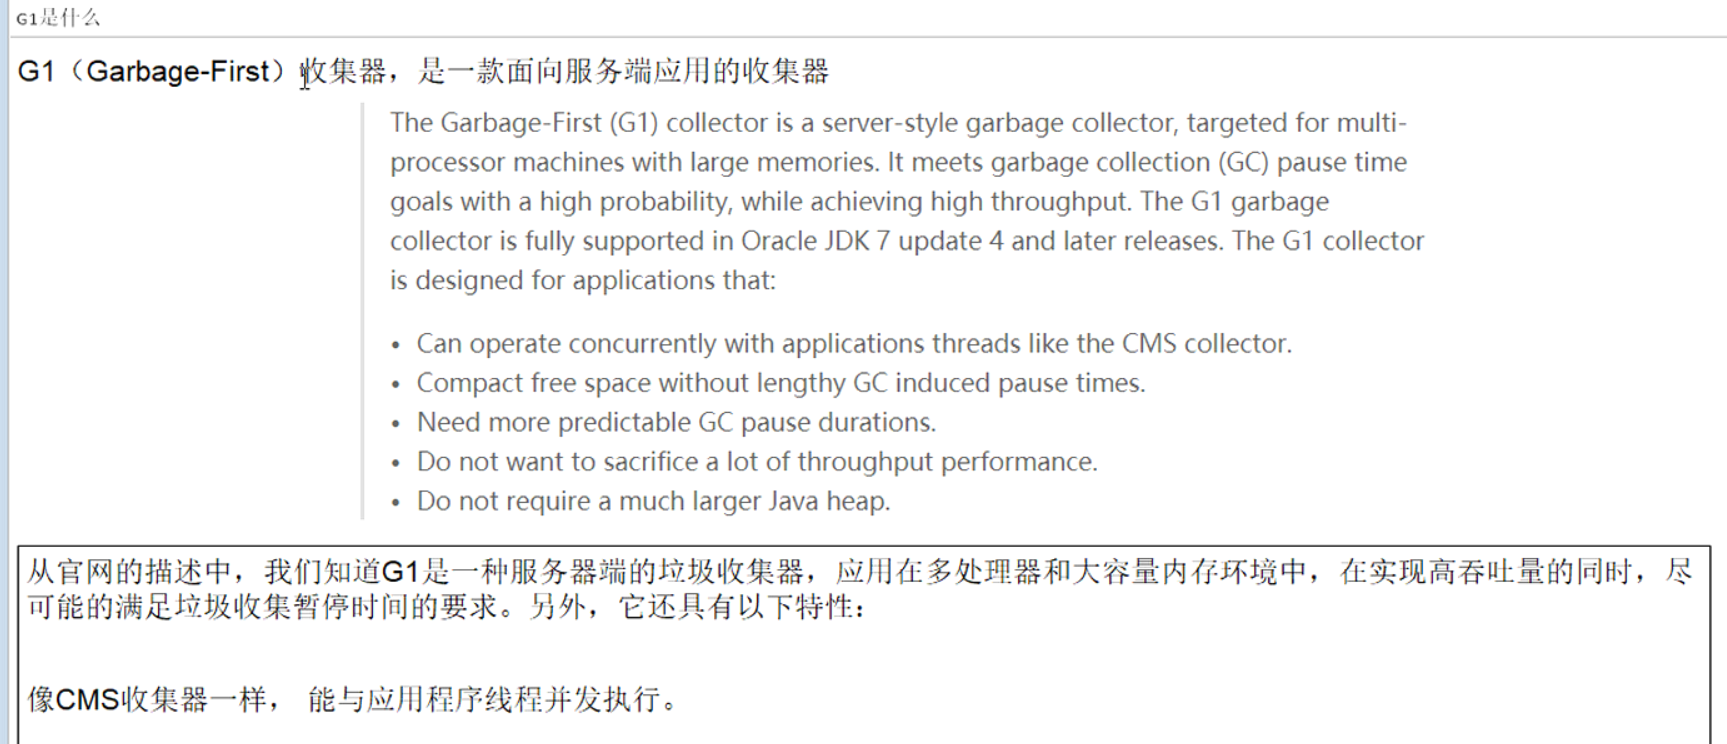 G1是什么
G1（Garbage-First）收集器，是一款面向服务端应用的收集器
The Garbage-First (G1) collector is a server-style garbage collector, targeted for multi-
processor machines with large memories. It meets garbage collection (GC) pause time
goals with a high probability, while achieving high throughput. The G1 garbage
collector is fully supported in Oracle JDK 7 update 4 and later releases. The G1 collector
is designed for applications that:
• Can operate concurrently with applications threads like the CMS collector.
• Compact free space without lengthy GC induced pause times.
• Need more predictable GC pause durations.
• Do not want to sacrifice a lot of throughput performance.
• Do not require a much larger Java heap.
从官网的描述中，我们知道G1是一种服务器端的垃圾收集器，应用在多处理器和大容量内存环境中，在实现高吞吐量的同时，尽
可能的满足垃圾收集暂停时间的要求。另外，它还具有以下特性：
像CMS收集器一样， 能与应用程序线程并发执行。